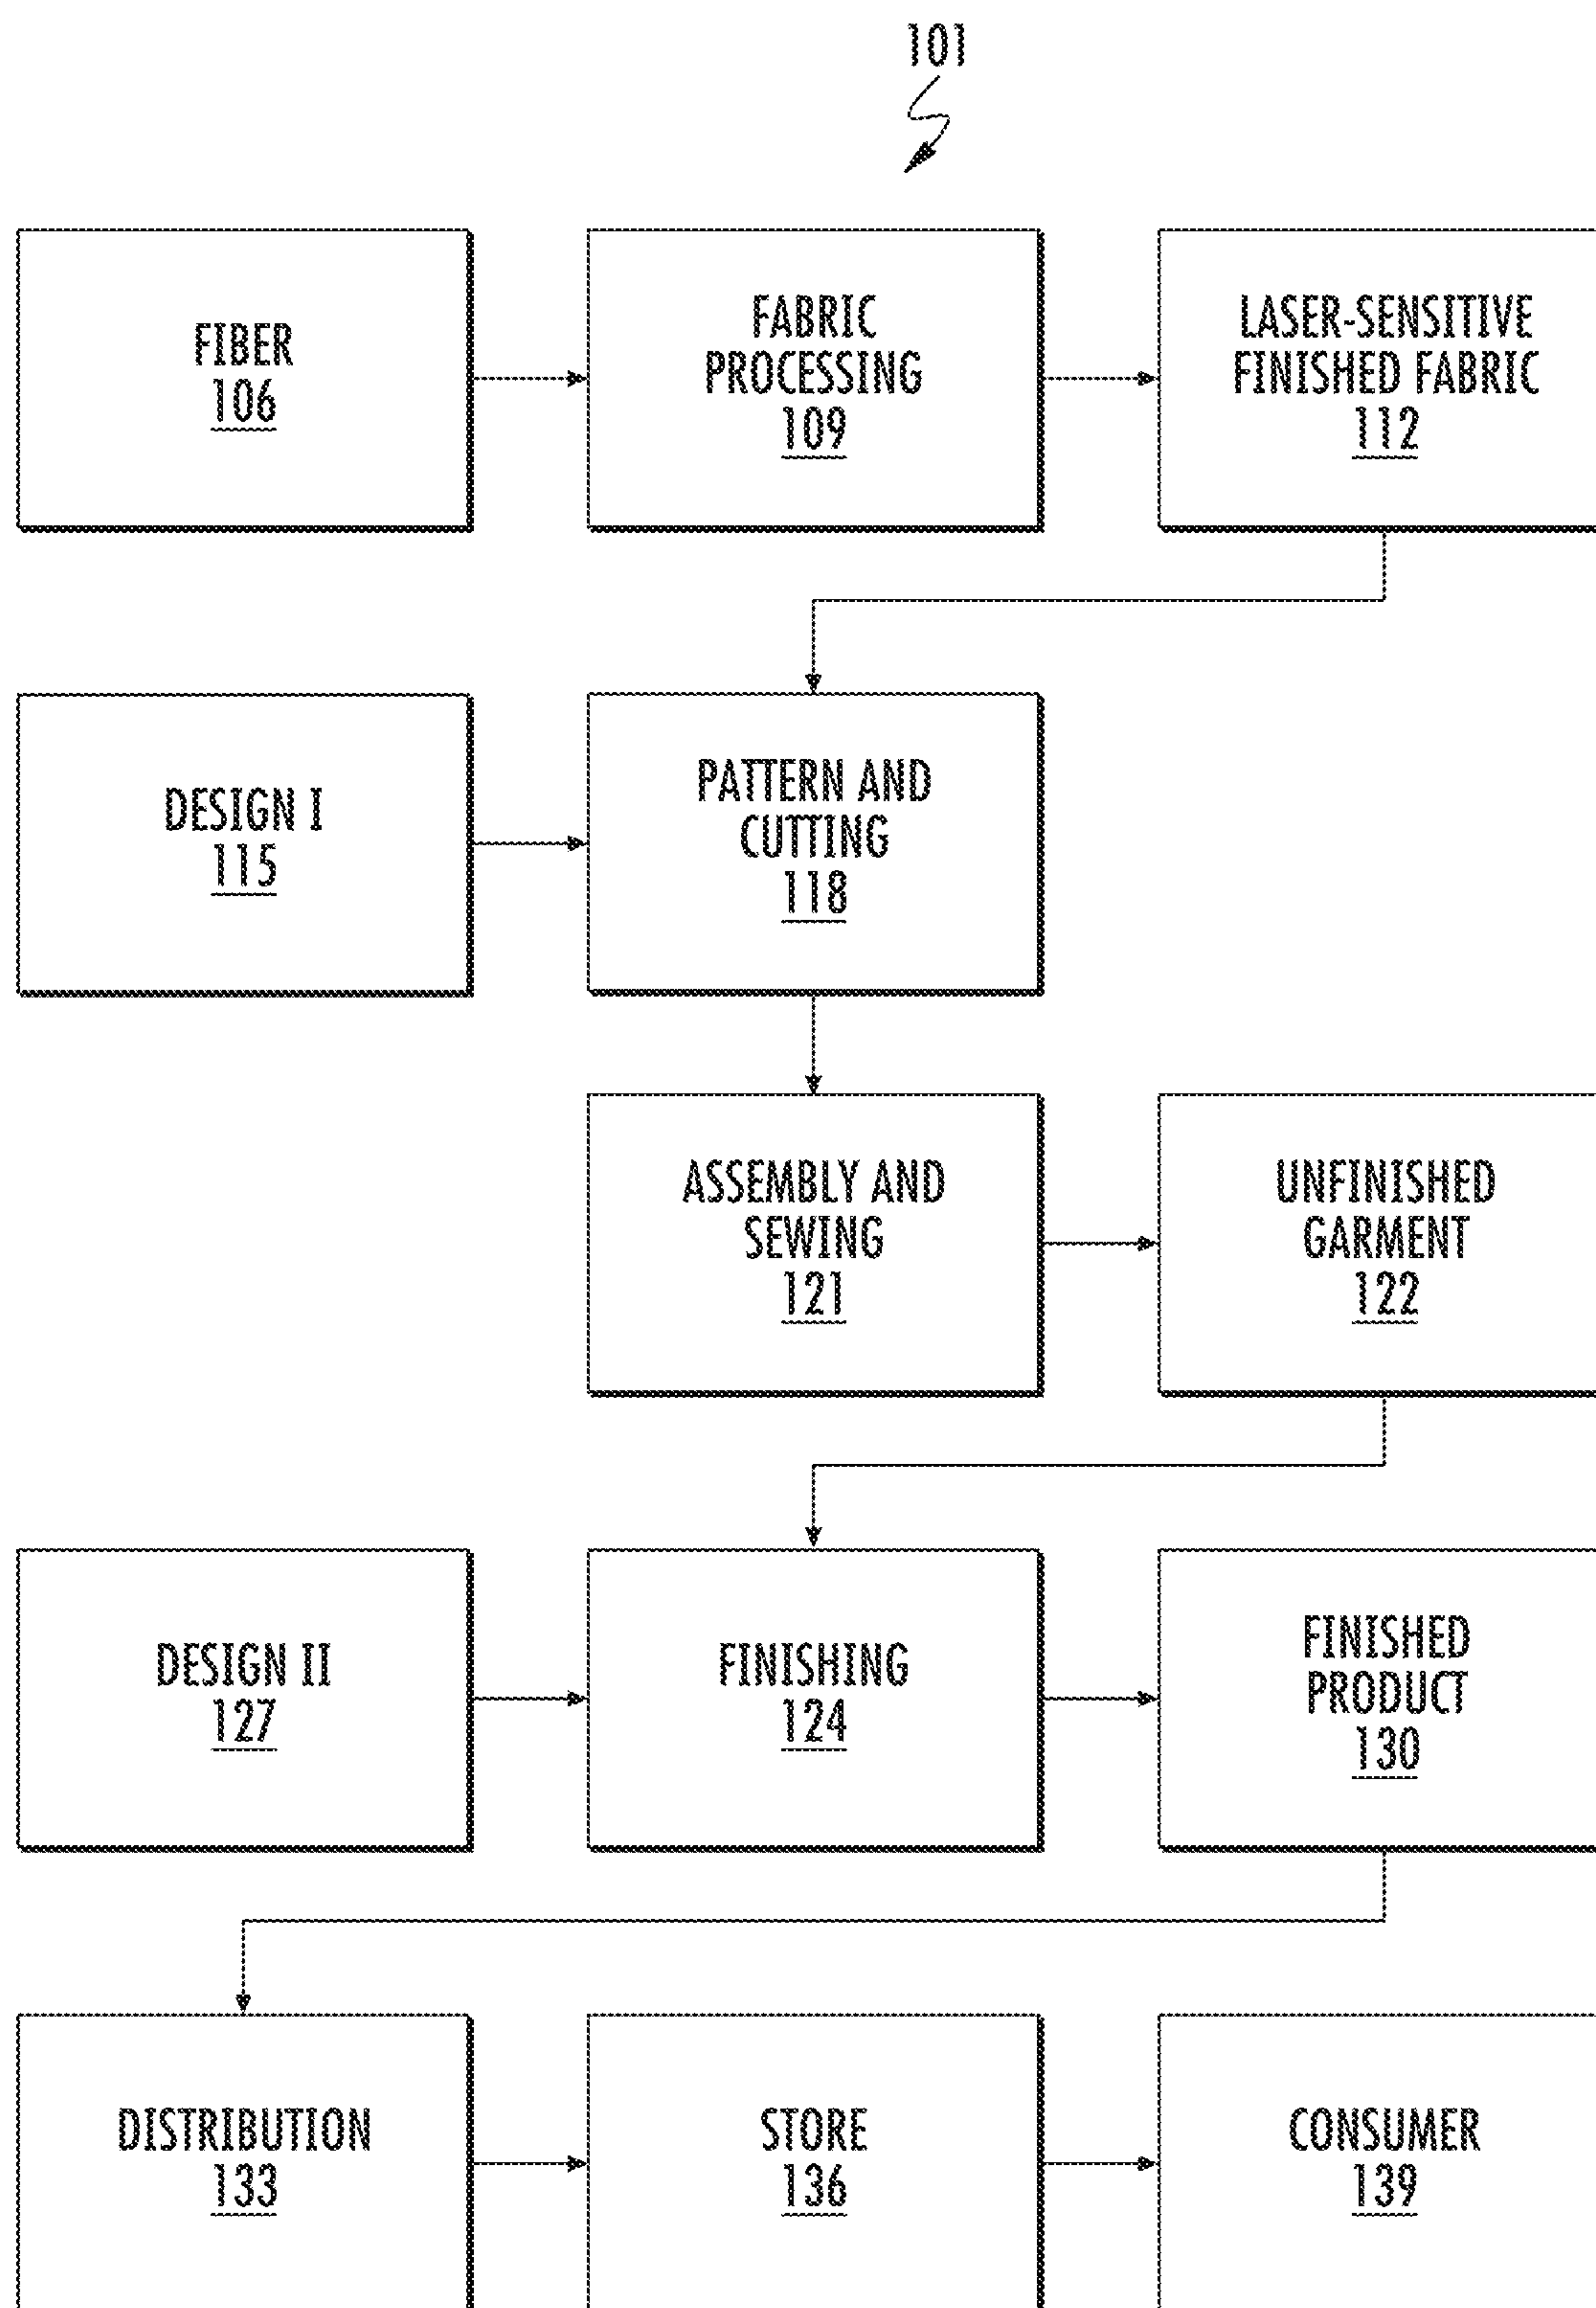 101
FIBER
106
FABRIC
PROCESSING
109
LASER-SENSITIVE
FINISHED FABRIC
112
DESIGN I
115
PATTERN AND
CUTTING
118
ASSEMBLY AND
SEWING
121
UNFINISHED
GARMENT
122
DESIGN II
127
FINISHING
124
FINISHED
PRODUCT
130
DISTRIBUTION
133
STORE
136
CONSUMER
139